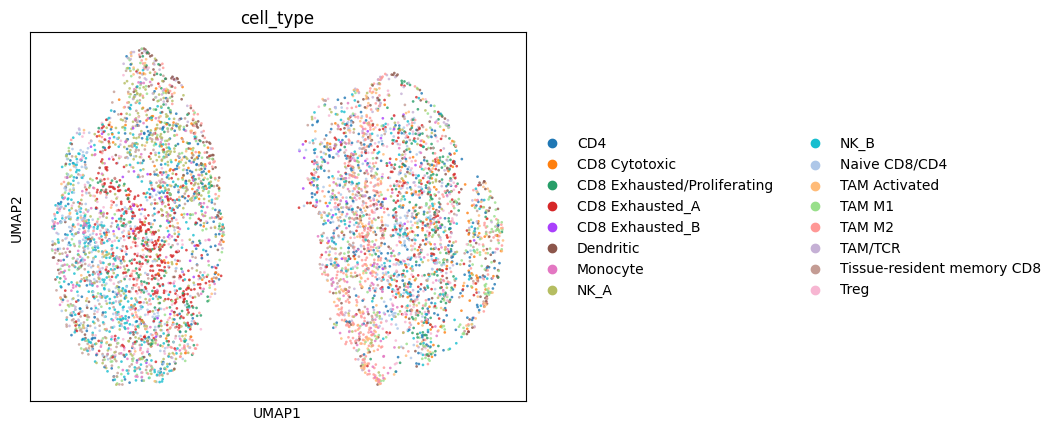 cell_type
UMAP2
UMAP1
CD4
CD8 Cytotoxic
CD8 Exhausted/Proliferating
CD8 Exhausted_A
CD8 Exhausted_B
Dendritic
Monocyte
NK_A
NK_B
Naive CD8/CD4
TAM Activated
TAM M1
TAM M2
TAM/TCR
Tissue-resident memory CD8
Treg